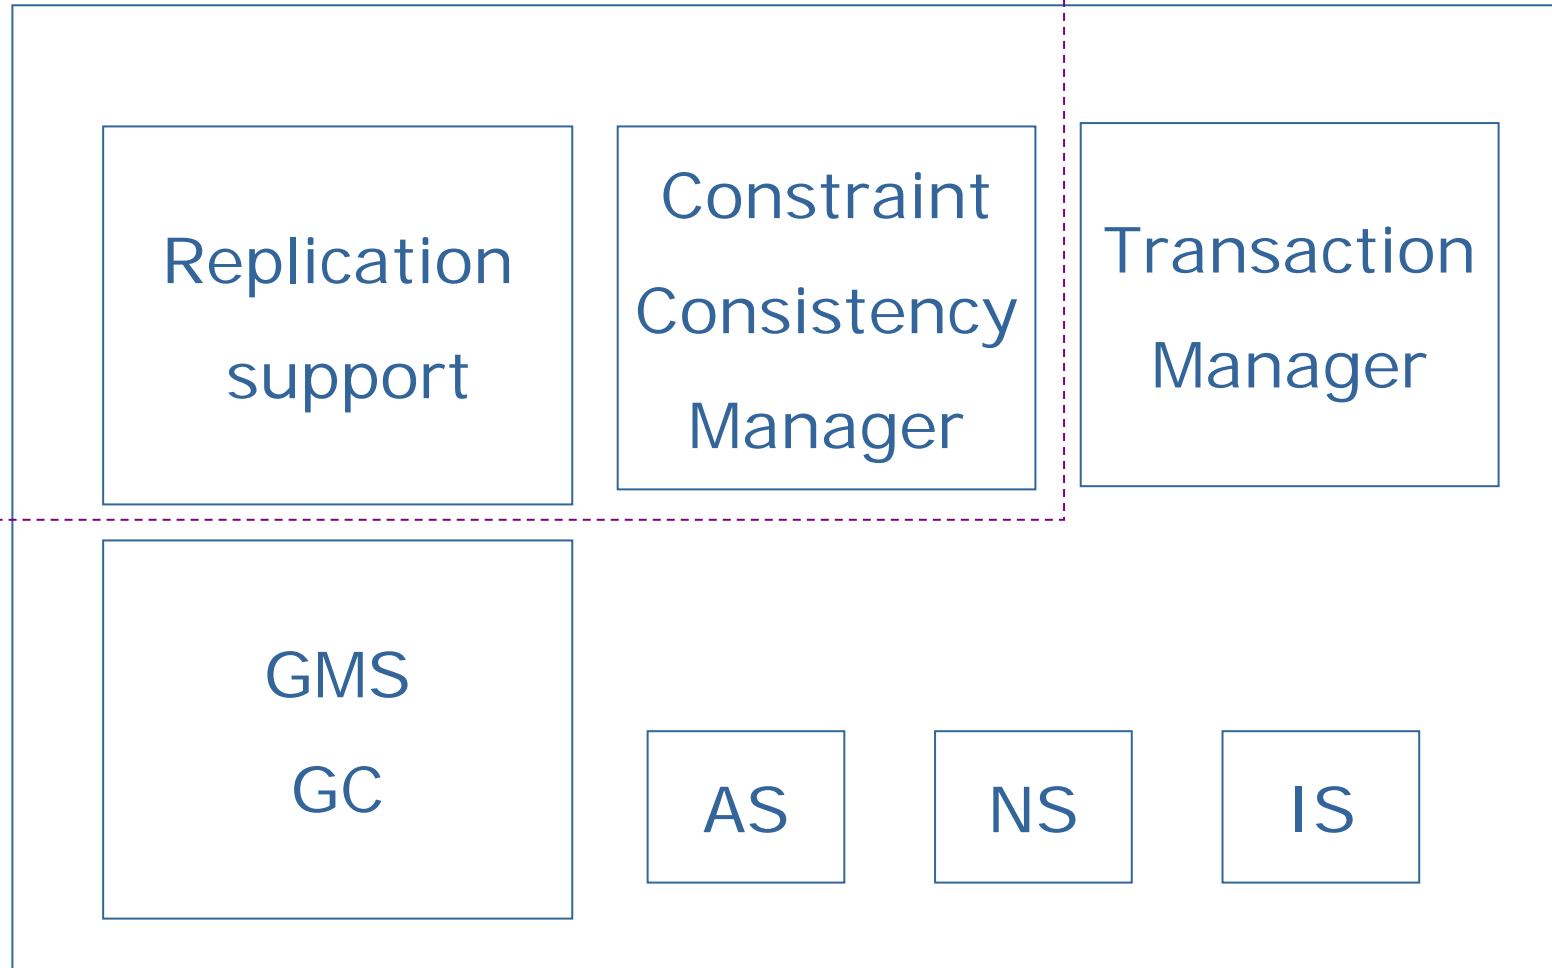 Replication
support
Constraint
Consistency
Manager
Transaction
Manager
GMS
GC
AS
NS
IS